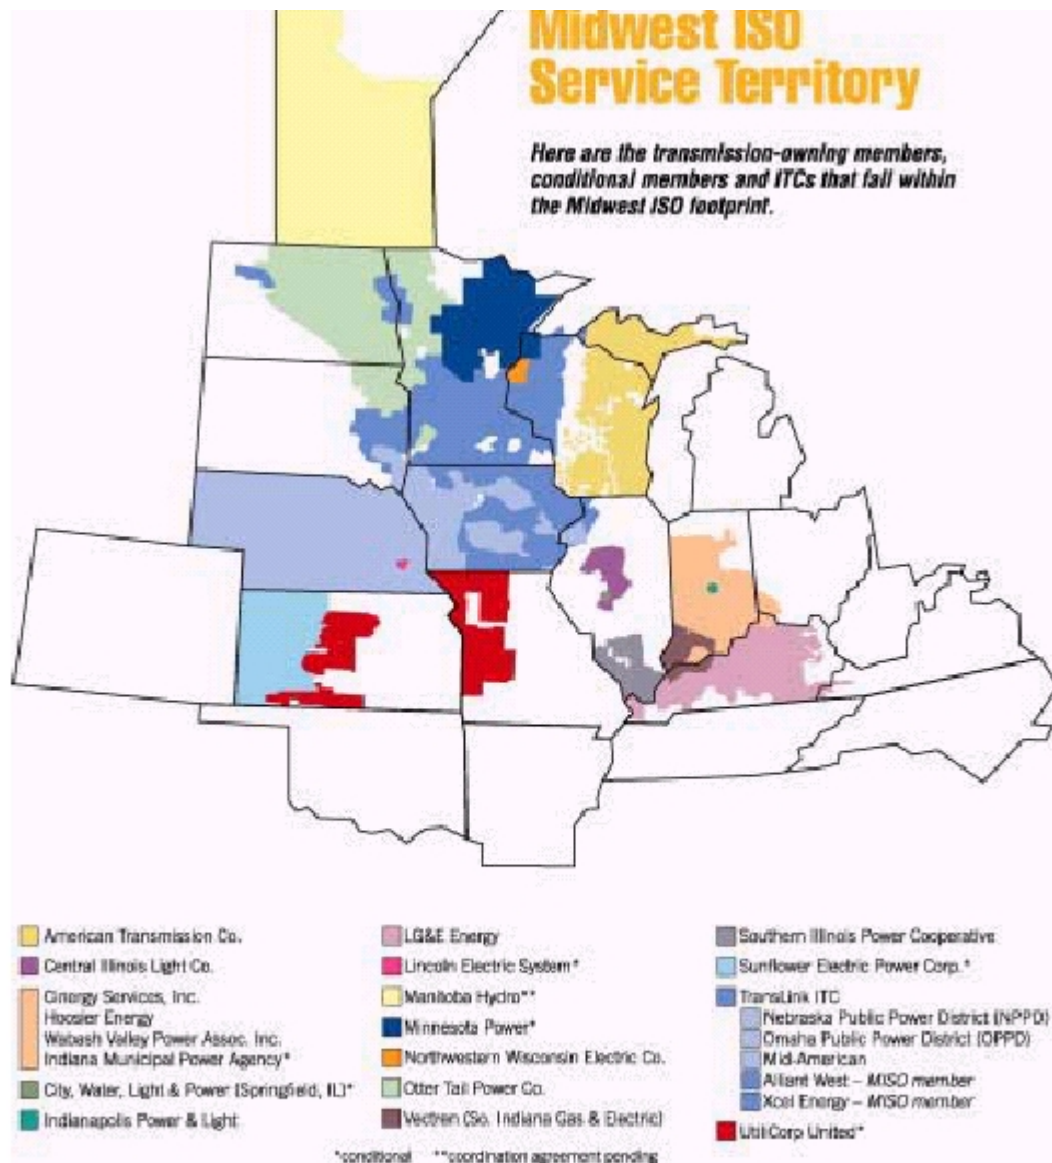 Midwest ISO
Service Territory
Here are the transmission-owning members,
conditional members and ITCs that fall within
the Midwest ISO footprint.
American Transmission Co.
Central Illinois Light Co.
Cinergy Services, Inc.
Hoosier Energy
Wabash Valley Power Assoc. Inc.
Indiana Municipal Power Agency*
City, Water, Light & Power (Springfield, IL)*
Indianapolis Power & Light
LG&E Energy
Lincoln Electric System*
Manitoba Hydro**
Minnesota Power*
Northwestern Wisconsin Electric Co.
Otter Tail Power Co.
Vectren (So. Indiana Gas & Electric)
Southern Illinois Power Cooperative
Sunflower Electric Power Corp.*
TransLink ITC
Nebraska Public Power District (NPPD)
Omaha Public Power District (OPPD)
Mid-American
Alliant West – MISO member
Xcel Energy – MISO member
UtiliCorp United*
*conditional **coordination agreement pending